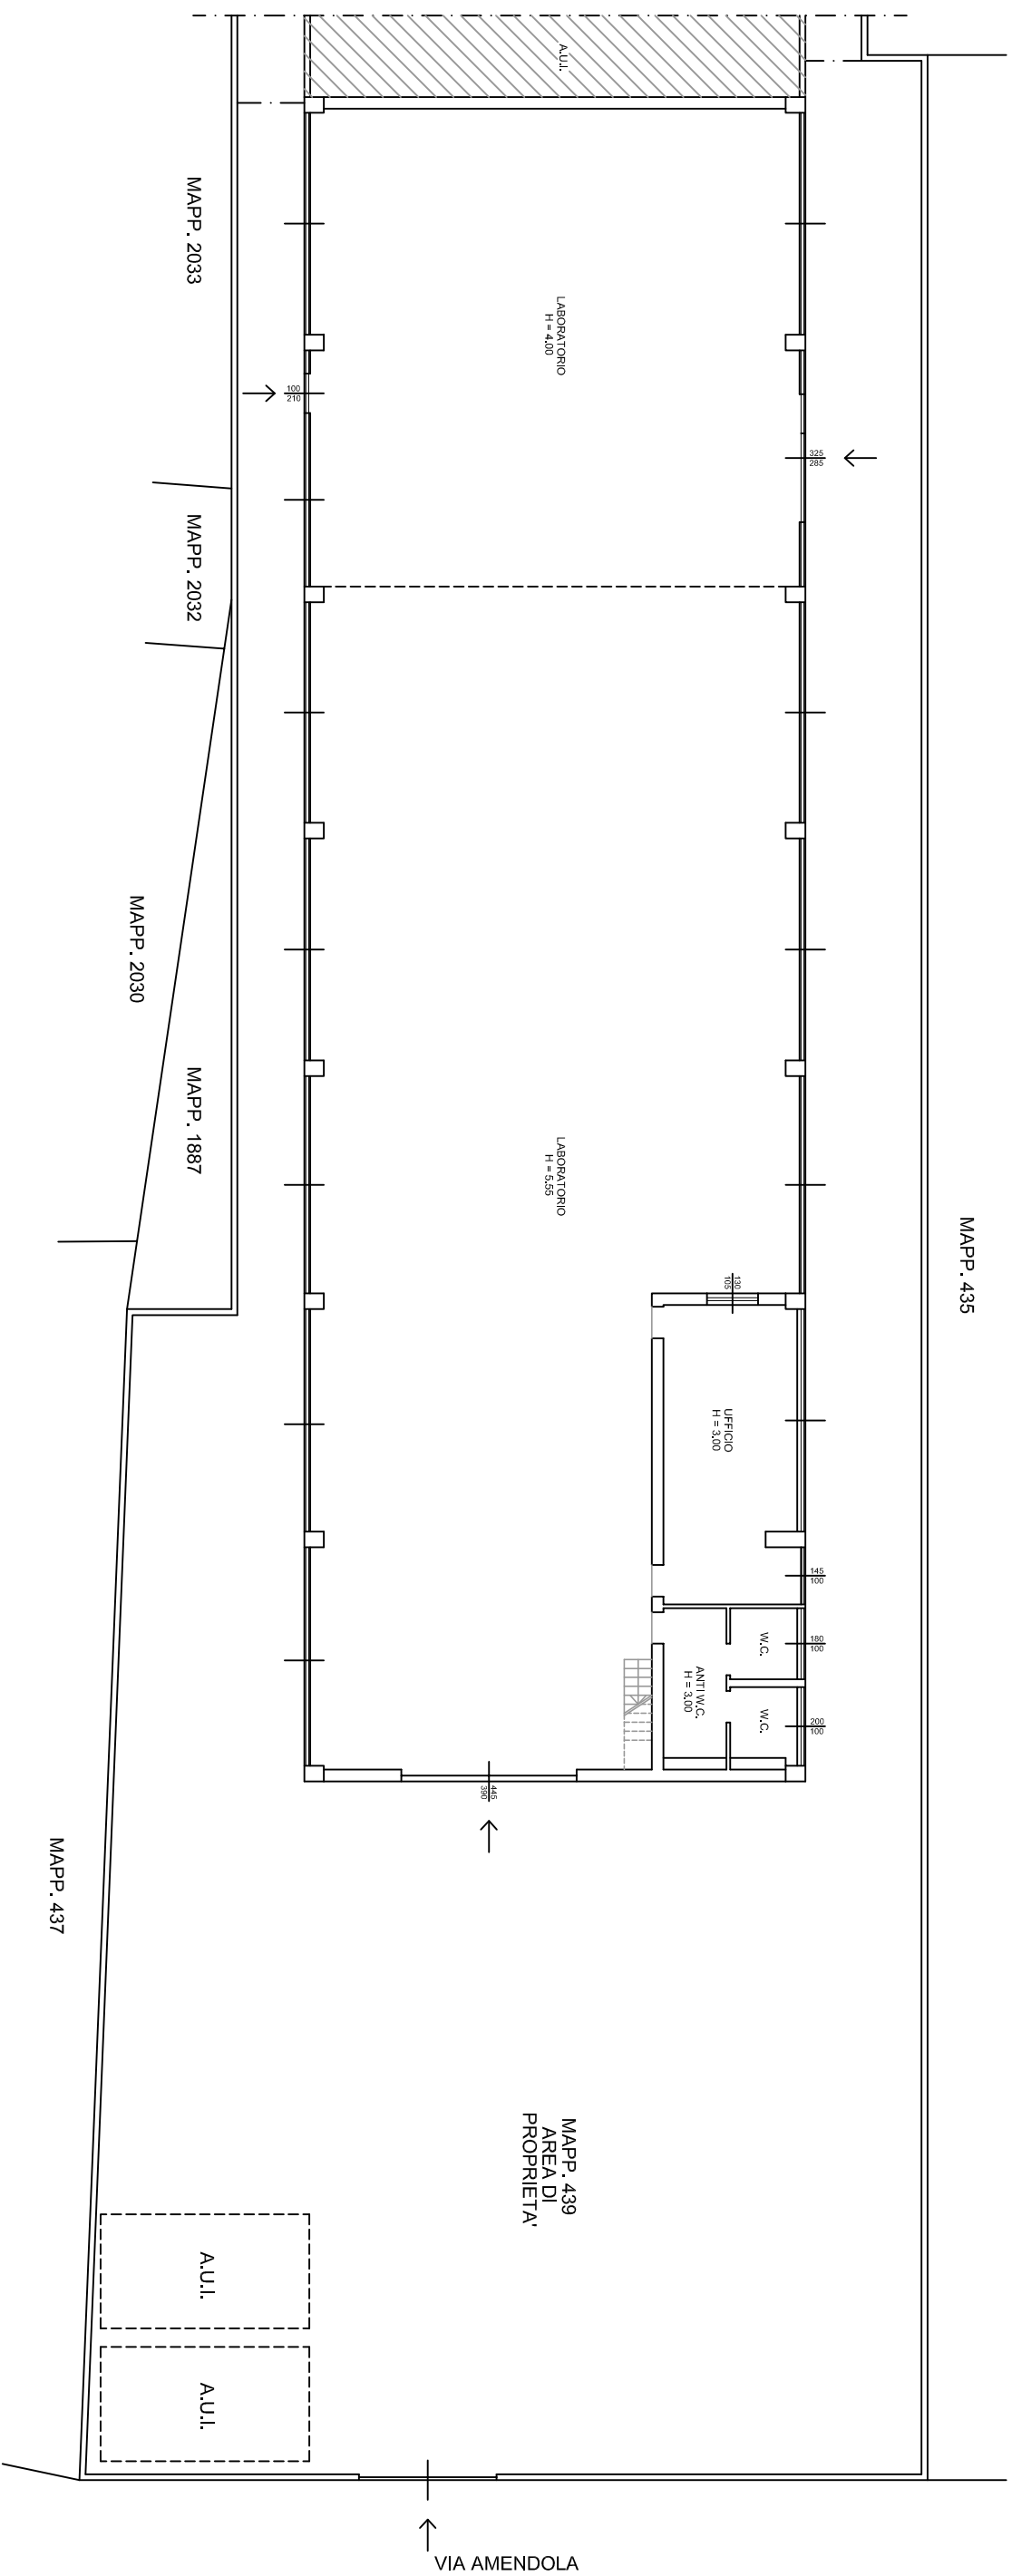 A.U.I.
MAPP. 2033
LABORATORIO
H = 4.00
100
210
325
285
MAPP. 2032
MAPP. 2030
MAPP. 1887
LABORATORIO
H = 5.55
MAPP. 435
130
105
UFFICIO
H = 3.00
145
100
W.C.
180
100
ANTI W.C.
H = 3.00
W.C.
200
100
445
390
MAPP. 437
MAPP. 439
AREA DI
PROPRIETA'
A.U.I.
A.U.I.
VIA AMENDOLA